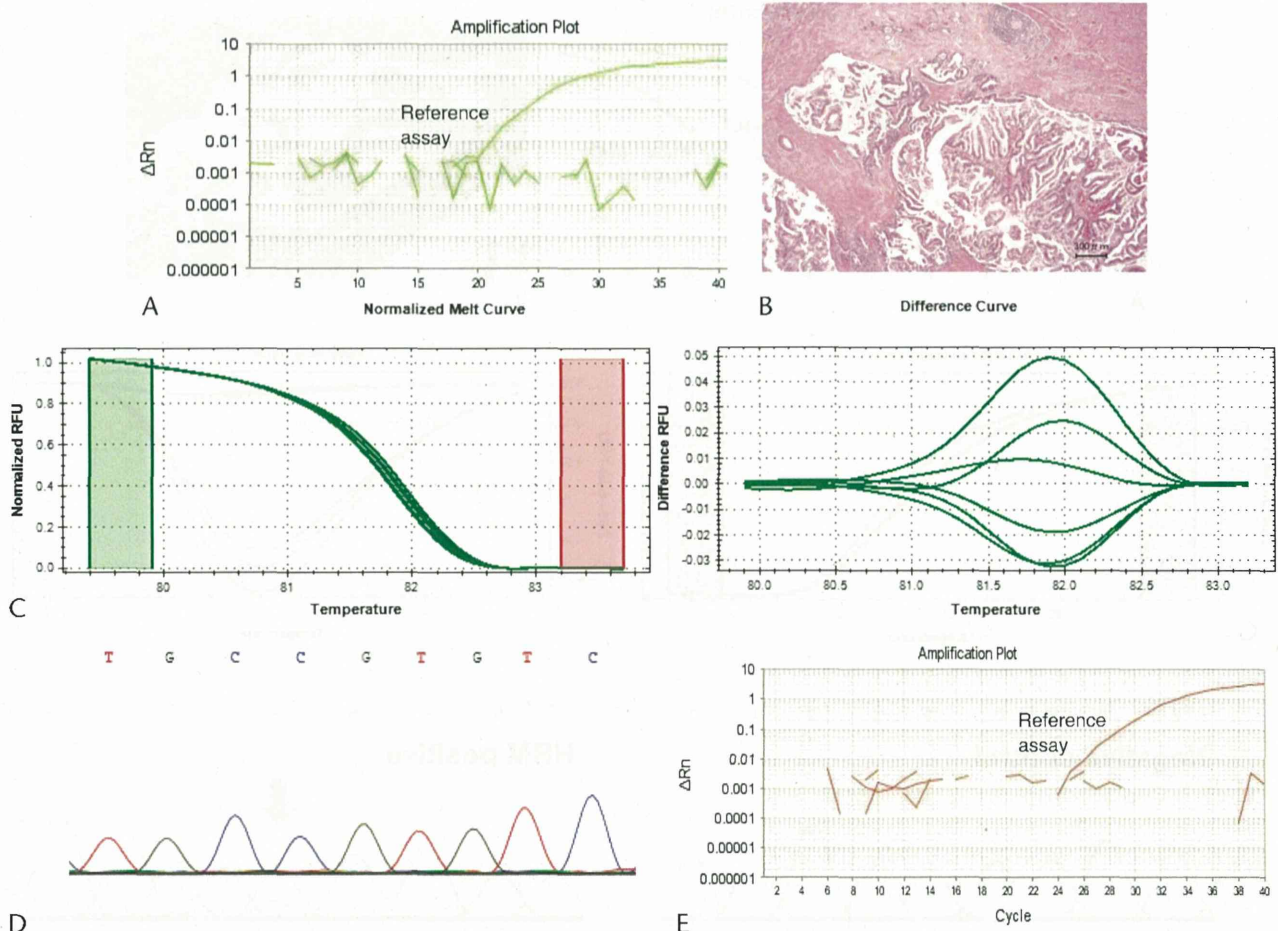 Amplification Plot
10
1
0.1
0.01
0.001
0.0001
0.00001
0.000001
ΔRn
Reference
assay
5 10 15 20 25 30 35 40
A
B
Normalized Melt Curve
Difference Curve
1.0
0.8
0.6
0.4
0.2
0.0
Normalized RFU
80 81 82 83
Temperature
C
0.05
0.04
0.03
0.02
0.01
0.00
-0.01
-0.02
-0.03
Difference RFU
80.0 80.5 81.0 81.5 82.0 82.5 83.0
Temperature
T G C C G T G T C
D
Amplification Plot
10
1
0.1
0.01
0.001
0.0001
0.00001
0.000001
ΔRn
Reference
assay
2 4 6 8 10 12 14 16 18 20 22 24 26 28 30 32 34 36 38 40
Cycle
E